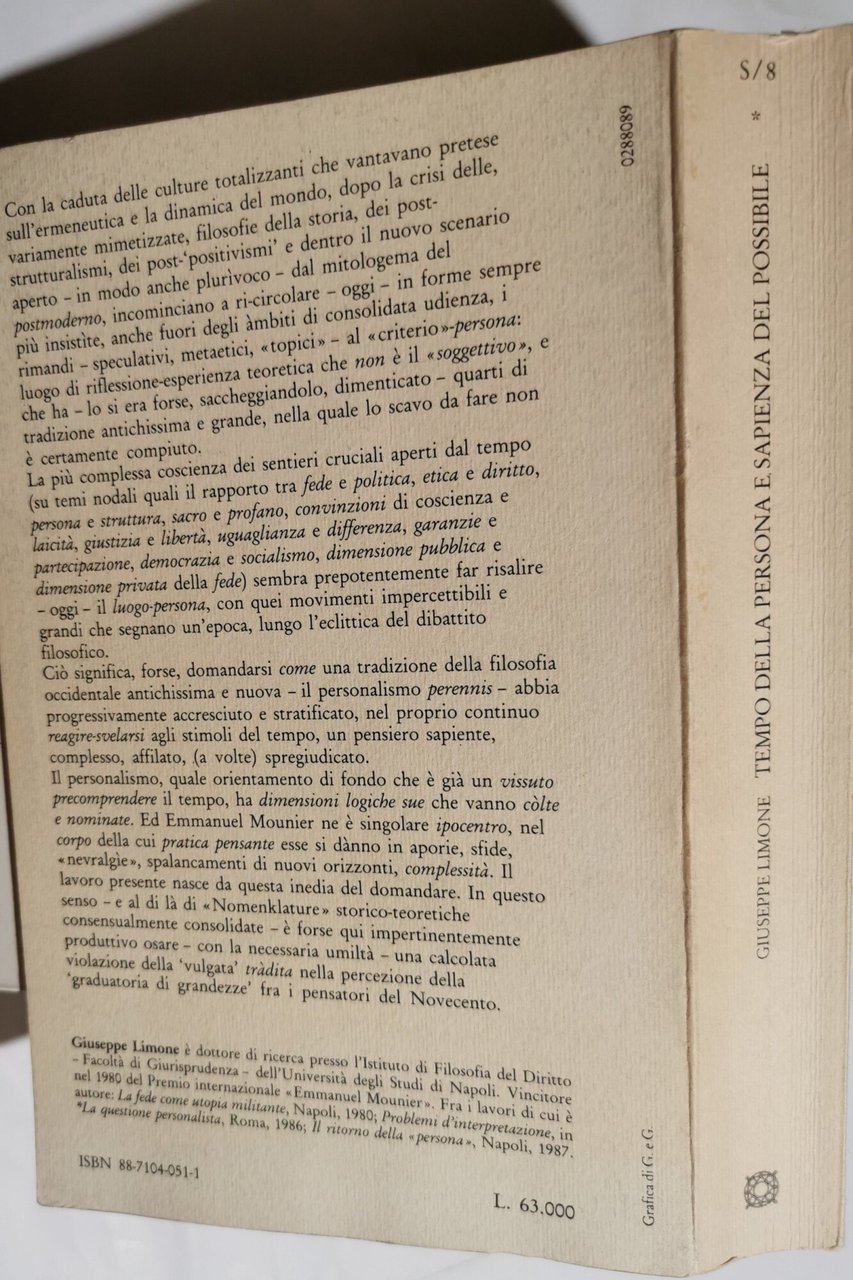 Con la caduta delle culture totalizzanti che vantavano pretese
sull'ermeneutica e la dinamica del mondo, dopo la crisi delle,
variamente mimetizzate, filosofie della storia, dei post-
strutturalismi, dei post-'positivismi' e dentro il nuovo scenario
aperto – in modo anche plurìvoco – dal mitologema del
postmoderno, incominciano a ri-circolare – oggi – in forme sempre
più insistite, anche fuori degli àmbiti di consolidata udienza, i
rimandi – speculativi, metaetici, «topici» – al «criterio»-persona:
luogo di riflessione-esperienza teoretica che non è il «soggettivo», e
che ha – lo si era forse, saccheggiandolo, dimenticato – quarti di
tradizione antichissima e grande, nella quale lo scavo da fare non
è certamente compiuto.
La più complessa coscienza dei sentieri cruciali aperti dal tempo
(su temi nodali quali il rapporto tra fede e politica, etica e diritto,
persona e struttura, sacro e profano, convinzioni di coscienza e
laicità, giustizia e libertà, uguaglianza e differenza, garanzie e
partecipazione, democrazia e socialismo, dimensione pubblica e
dimensione privata della fede) sembra prepotentemente far risalire
– oggi – il luogo-persona, con quei movimenti impercettibili e
grandi che segnano un'epoca, lungo l'eclittica del dibattito
filosofico.
Ciò significa, forse, domandarsi come una tradizione della filosofia
occidentale antichissima e nuova – il personalismo perennis – abbia
progressivamente accresciuto e stratificato, nel proprio continuo
reagire-svelarsi agli stimoli del tempo, un pensiero sapiente,
complesso, affilato, (a volte) spregiudicato.
Il personalismo, quale orientamento di fondo che è già un vissuto
precomprendere il tempo, ha dimensioni logiche sue che vanno còlte
e nominate. Ed Emmanuel Mounier ne è singolare ipocentro, nel
corpo della cui pratica pensante esse si dànno in aporie, sfide,
«nevralgìe», spalancamenti di nuovi orizzonti, complessità. Il
lavoro presente nasce da questa inedia del domandare. In questo
senso – e al di là di «Nomenklature» storico-teoretiche
consensualmente consolidate – è forse qui impertinentemente
produttivo osare – con la necessaria umiltà – una calcolata
violazione della 'vulgata' tràdita nella percezione della
'graduatoria di grandezze' fra i pensatori del Novecento.
Giuseppe Limone è dottore di ricerca presso l'Istituto di Filosofia del Diritto
– Facoltà di Giurisprudenza – dell'Università degli Studi di Napoli. Vincitore
nel 1980 del Premio internazionale «Emmanuel Mounier». Fra i lavori di cui è
autore: La fede come utopia militante, Napoli, 1980; Problemi d'interpretazione, in
"La questione personalista, Roma, 1986; Il ritorno della «persona», Napoli, 1987.
ISBN 88-7104-051-1
L. 63.000
Grafica di G. e G.
0288089
S/8
GIUSEPPE LIMONE TEMPO DELLA PERSONA E SAPIENZA DEL POSSIBILE *